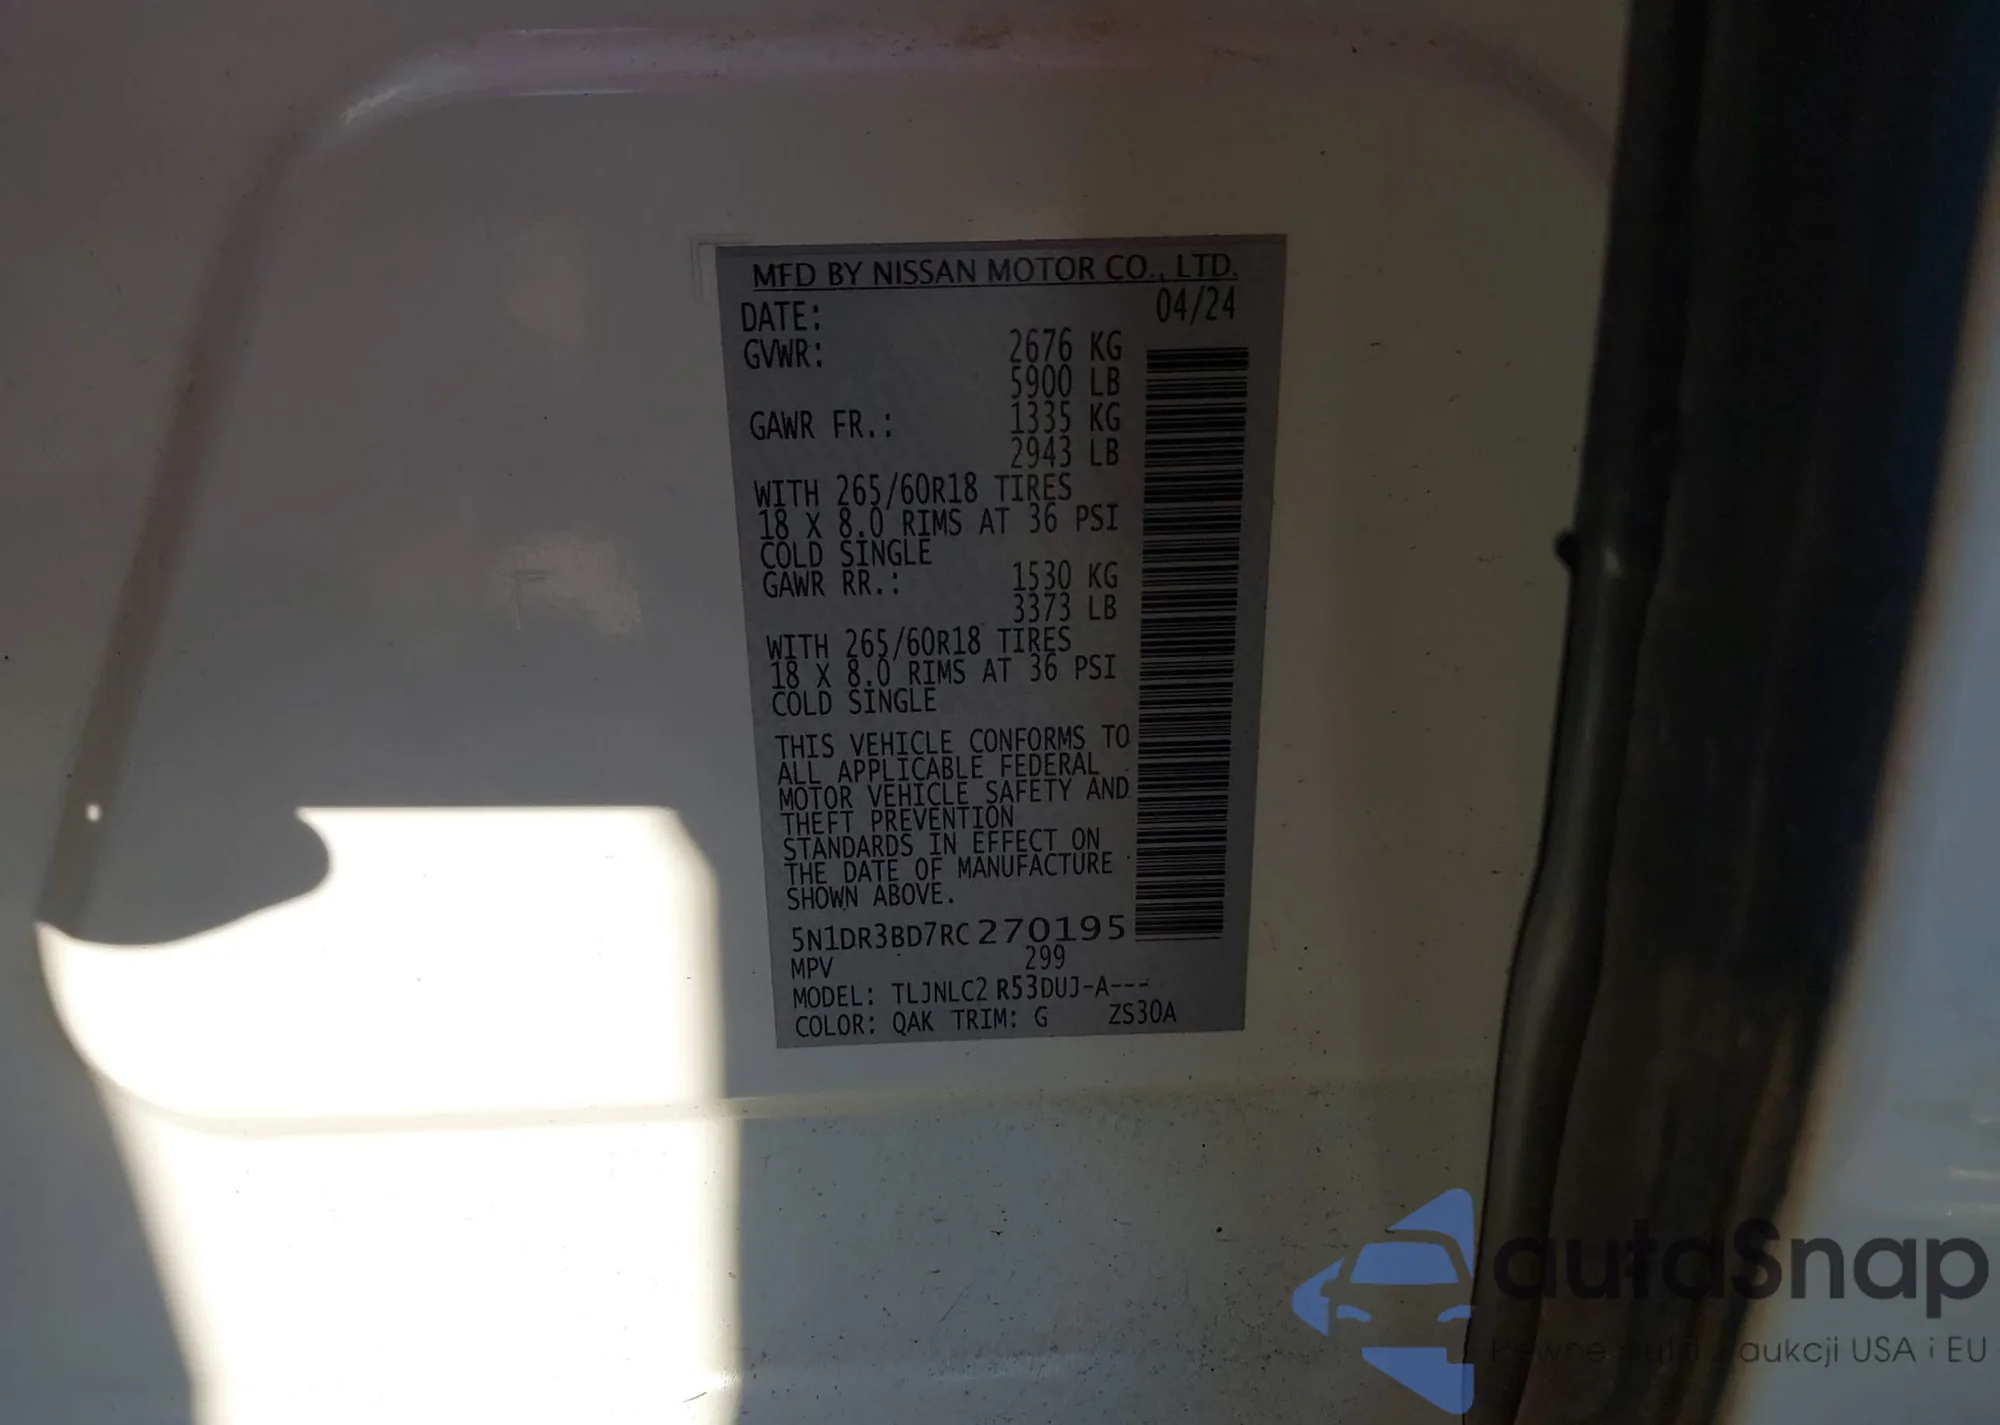 MFD BY NISSAN MOTOR CO., LTD.
DATE: 04/24
GVWR: 2676 KG
5900 LB
GAWR FR.: 1335 KG
2943 LB
WITH 265/60R18 TIRES
18 X 8.0 RIMS AT 36 PSI
COLD SINGLE
GAWR RR.: 1530 KG
3373 LB
WITH 265/60R18 TIRES
18 X 8.0 RIMS AT 36 PSI
COLD SINGLE
THIS VEHICLE CONFORMS TO
ALL APPLICABLE FEDERAL
MOTOR VEHICLE SAFETY AND
THEFT PREVENTION
STANDARDS IN EFFECT ON
THE DATE OF MANUFACTURE
SHOWN ABOVE.
5N1DR3BD7RC270195
MPV 299
MODEL: TLJNLC2 R53DUJ-A---
COLOR: QAK TRIM: G ZS30A
autaSnap
Pewne auta aukcji USA i EU